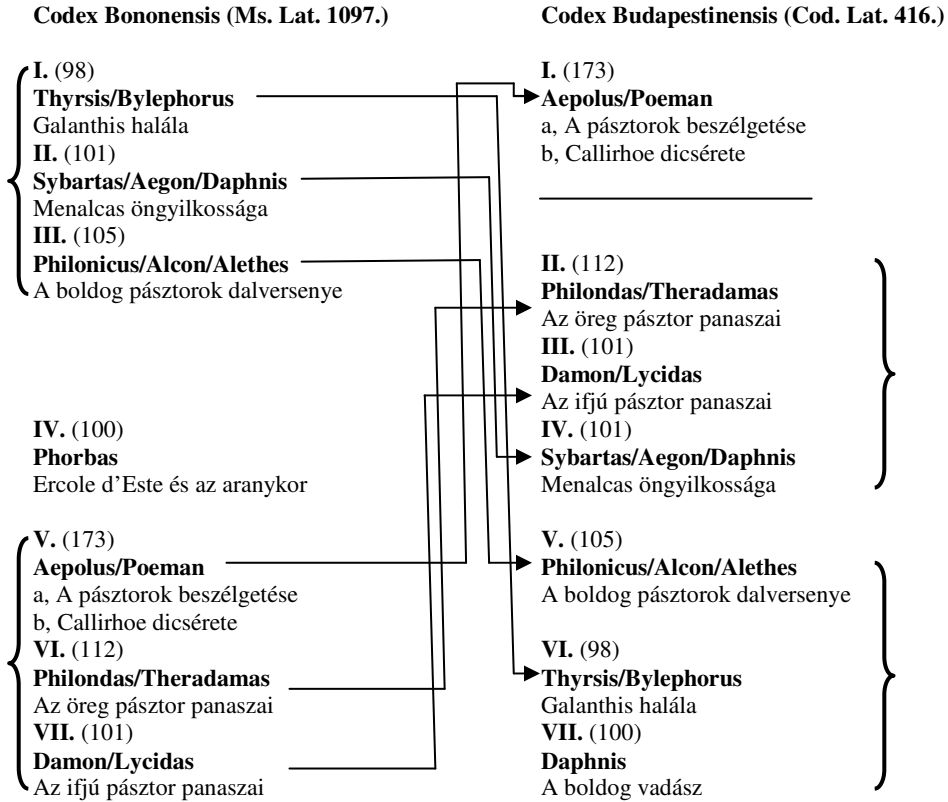 Codex Bononensis (Ms. Lat. 1097.)
I. (98)
Thyrsis/Bylephorus
Galanthis halála
II. (101)
Sybartas/Aegon/Daphnis
Menalcas öngyilkossága
III. (105)
Philonicus/Alcon/Alethes
A boldog pásztorok dalversenye
IV. (100)
Phorbas
Ercole d'Este és az aranykor
V. (173)
Aepolus/Poeman
a, A pásztorok beszélgetése
b, Callirhoe dicsérete
VI. (112)
Philondas/Theradamas
Az öreg pásztor panaszai
VII. (101)
Damon/Lycidas
Az ifjú pásztor panaszai
Codex Budapestinensis (Cod. Lat. 416.)
I. (173)
Aepolus/Poeman
a, A pásztorok beszélgetése
b, Callirhoe dicsérete
II. (112)
Philondas/Theradamas
Az öreg pásztor panaszai
III. (101)
Damon/Lycidas
Az ifjú pásztor panaszai
IV. (101)
Sybartas/Aegon/Daphnis
Menalcas öngyilkossága
V. (105)
Philonicus/Alcon/Alethes
A boldog pásztorok dalversenye
VI. (98)
Thyrsis/Bylephorus
Galanthis halála
VII. (100)
Daphnis
A boldog vadász